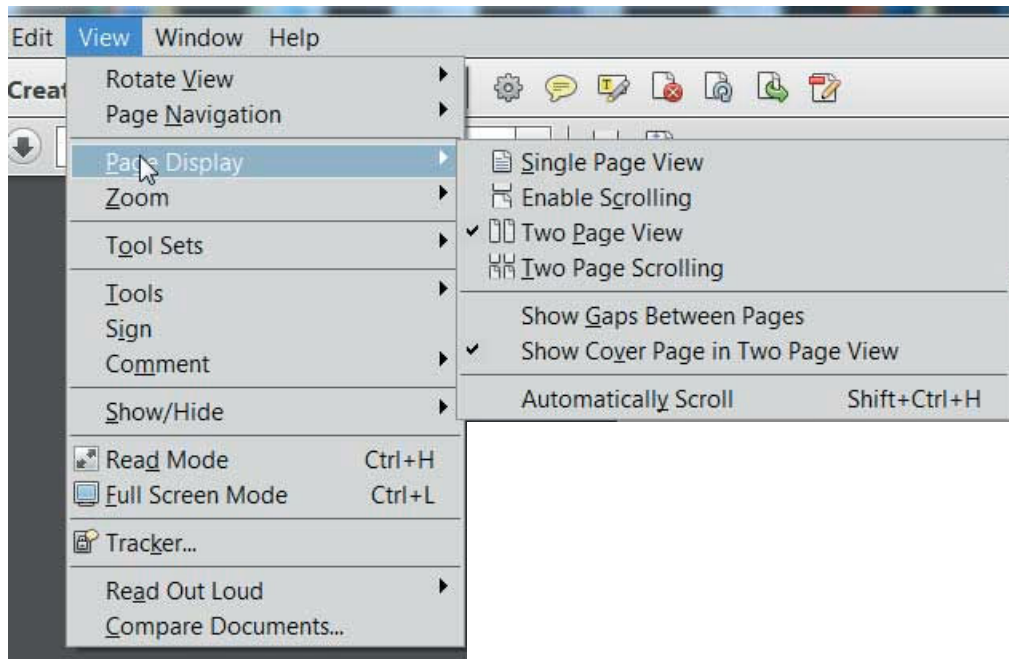 Edit View Window Help
Creat
Rotate View
Page Navigation
Page Display
Zoom
Tool Sets
Tools
Sign
Comment
Show/Hide
Read Mode Ctrl+H
Full Screen Mode Ctrl+L
Tracker...
Read Out Loud
Compare Documents...
Single Page View
Enable Scrolling
Two Page View
Two Page Scrolling
Show Gaps Between Pages
Show Cover Page in Two Page View
Automatically Scroll Shift+Ctrl+H